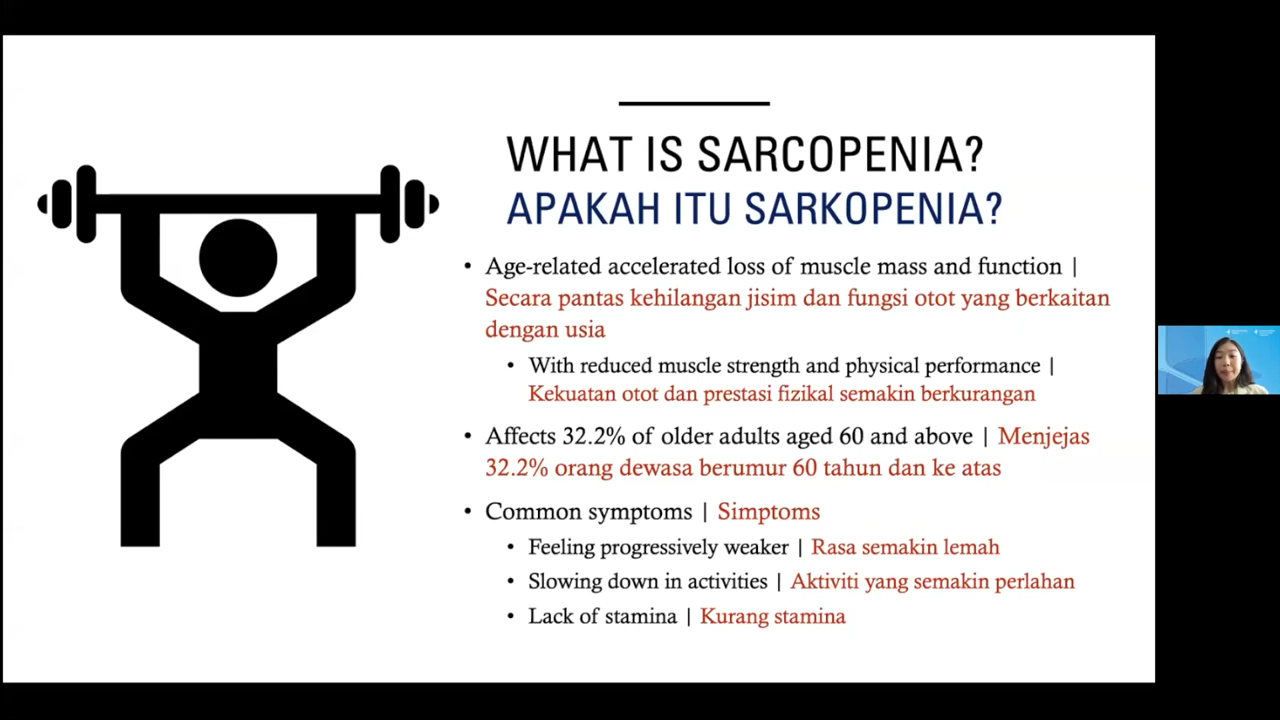 WHAT IS SARCOPENIA?
APAKAH ITU SARKOPENIA?
• Age-related accelerated loss of muscle mass and function |
Secara pantas kehilangan jisim dan fungsi otot yang berkaitan
dengan usia
• With reduced muscle strength and physical performance |
Kekuatan otot dan prestasi fizikal semakin berkurangan
• Affects 32.2% of older adults aged 60 and above | Menjejas
32.2% orang dewasa berumur 60 tahun dan ke atas
• Common symptoms | Simptoms
• Feeling progressively weaker | Rasa semakin lemah
• Slowing down in activities | Aktiviti yang semakin perlahan
• Lack of stamina | Kurang stamina